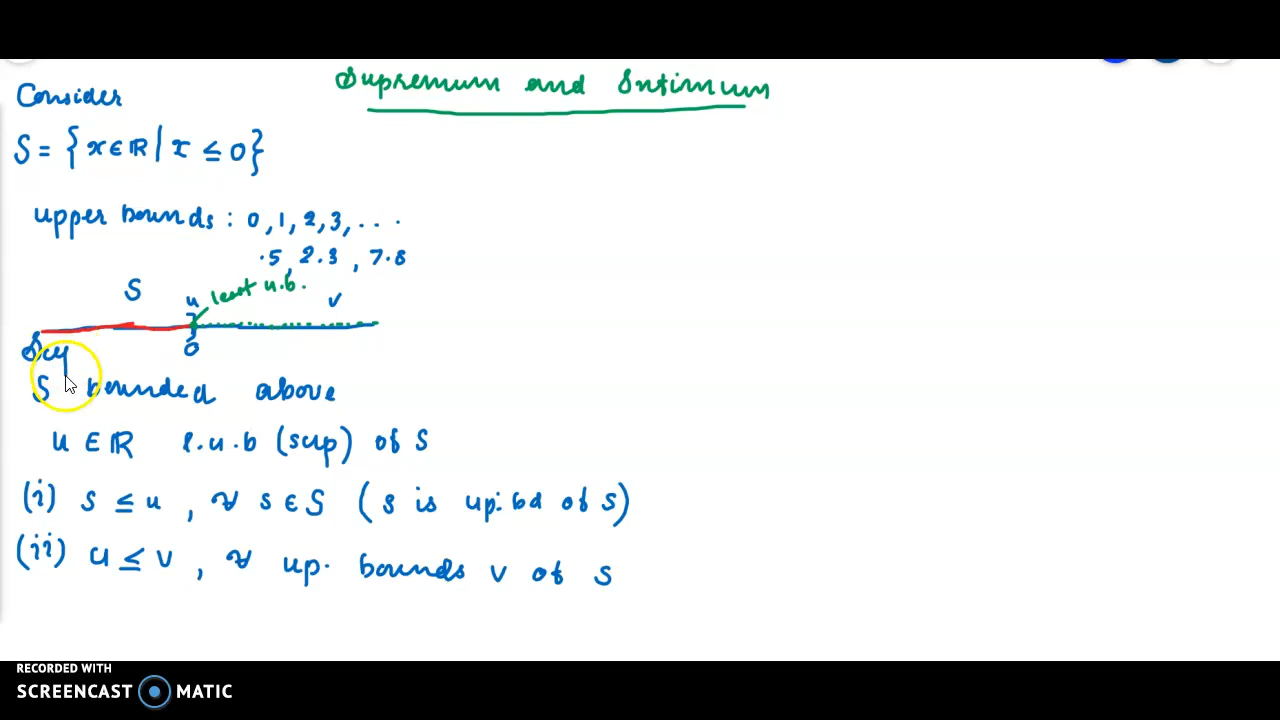 Supremum and Infimum
Consider
S = {x ∈ ℝ | x ≤ 0}
upper bounds : 0, 1, 2, 3, ...
.5, 2.3, 7.8
S u least u.b. v
0
Say
S bounded above
u ∈ ℝ l.u.b (sup) of S
(i) s ≤ u, ∀ s ∈ S (s is up. bd of S)
(ii) u ≤ v, ∀ up. bounds v of S
RECORDED WITH
SCREENCAST MATIC